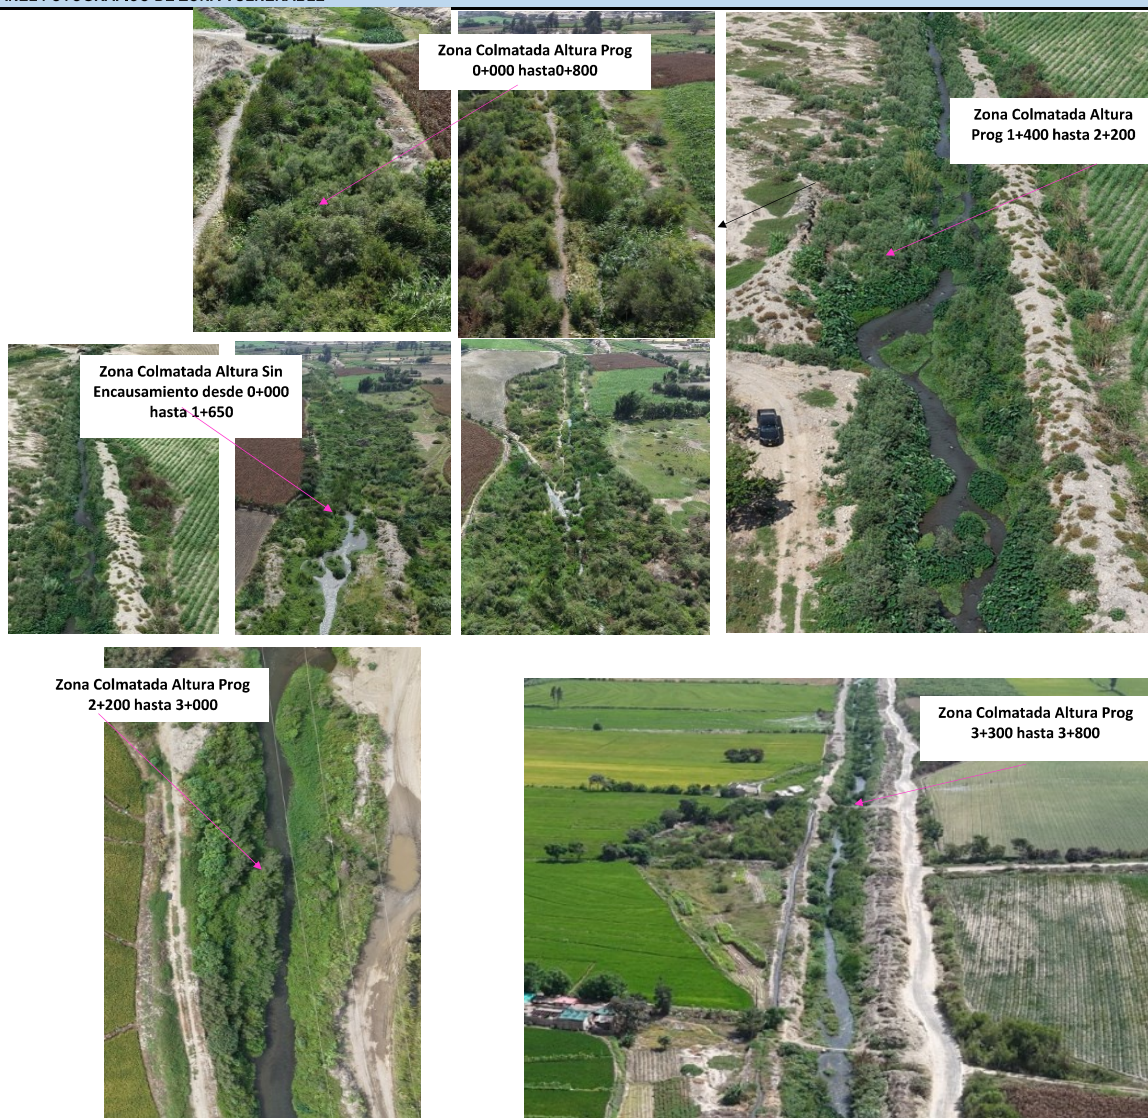 Zona Colmatada Altura Prog
0+000 hasta0+800
Zona Colmatada Altura
Prog 1+400 hasta 2+200
Zona Colmatada Altura Sin
Encausamiento desde 0+000
hasta 1+650
Zona Colmatada Altura Prog
2+200 hasta 3+000
Zona Colmatada Altura Prog
3+300 hasta 3+800